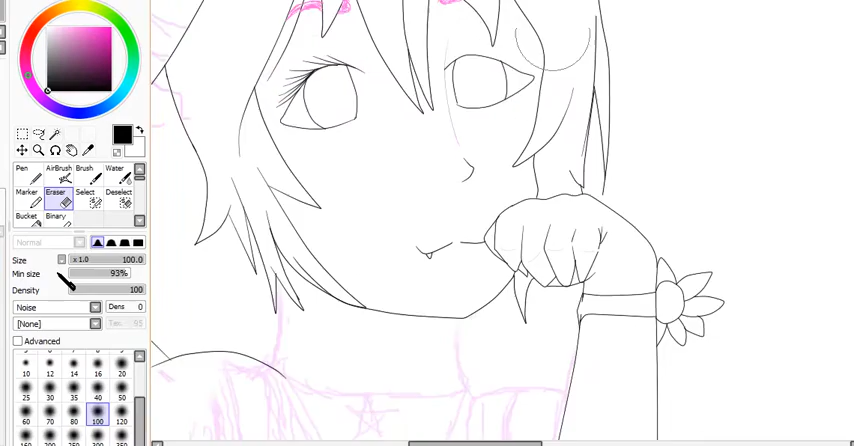 Pen AirBrush Brush Water
Marker Eraser Select Deselect
Bucket Binary
Normal
Size x 1.0 100.0
Min size 93%
Density 100
Noise Dens 0
[None]
Advanced
10 12 14 16 20
25 30 35 40 50
60 70 80 100 120